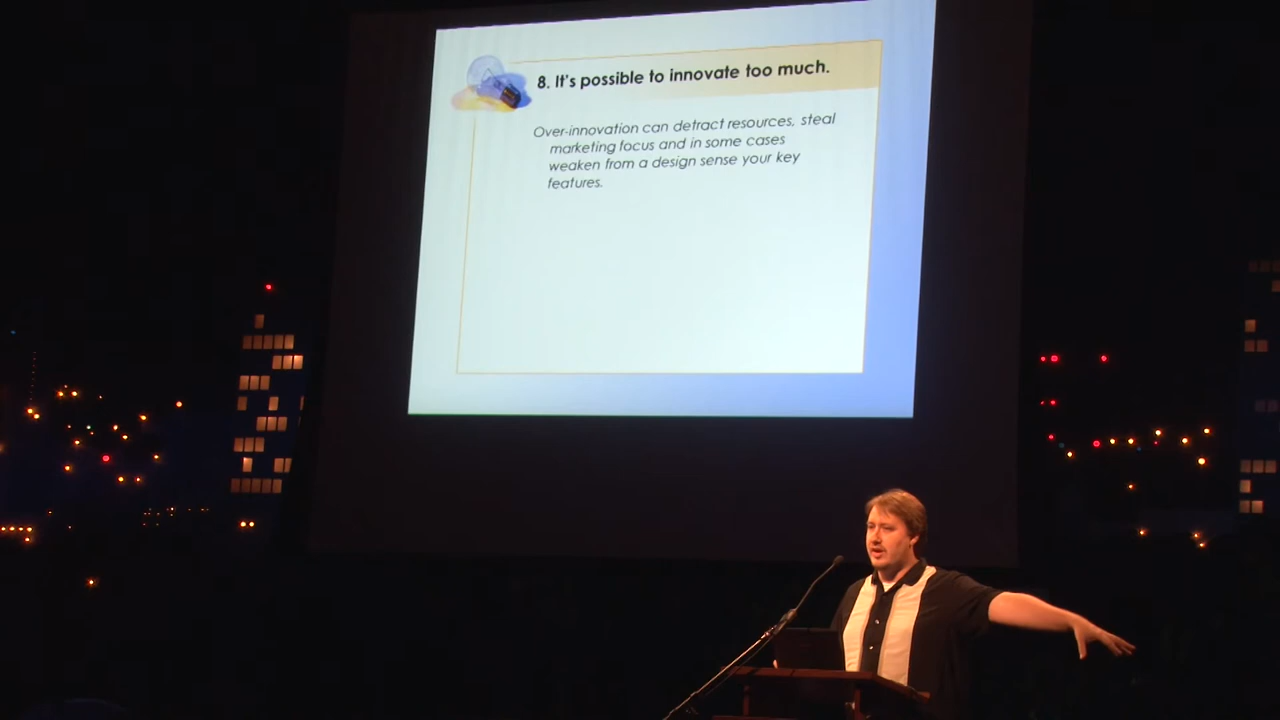 8. It's possible to innovate too much.
Over-innovation can detract resources, steal
marketing focus and in some cases
weaken from a design sense your key
features.